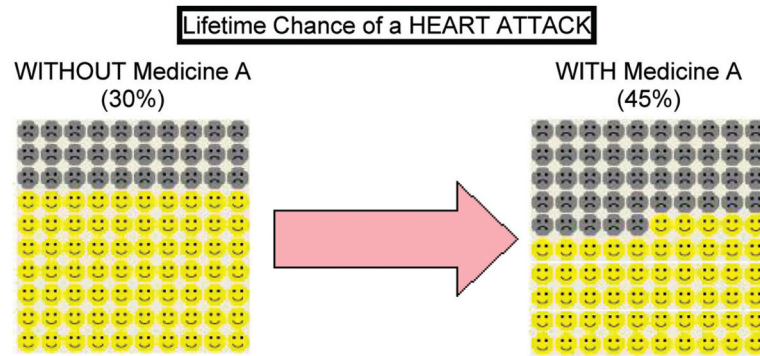 Lifetime Chance of a HEART ATTACK
WITHOUT Medicine A
(30%)
WITH Medicine A
(45%)